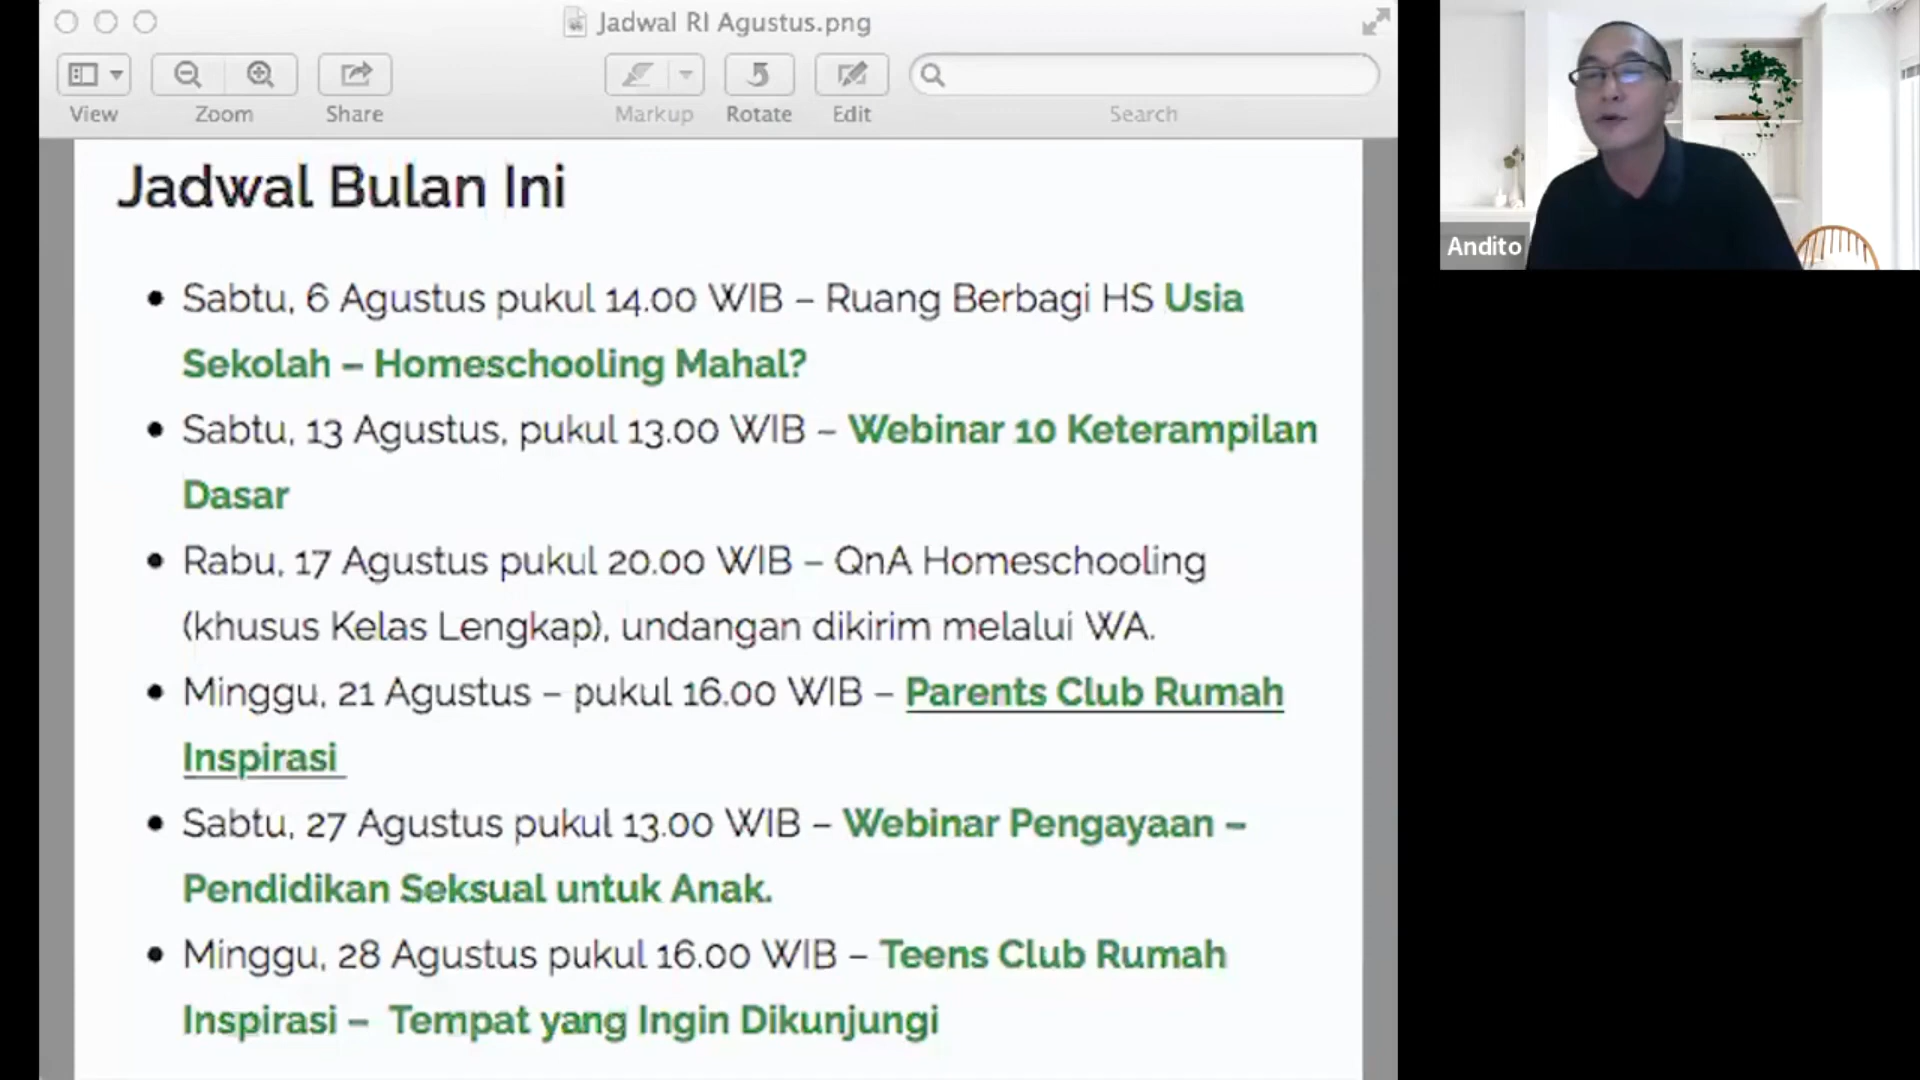 Jadwal RI Agustus.png
View
Zoom
Share
Markup
Rotate
Edit
Search
Jadwal Bulan Ini
• Sabtu, 6 Agustus pukul 14.00 WIB – Ruang Berbagi HS Usia
Sekolah – Homeschooling Mahal?
• Sabtu, 13 Agustus, pukul 13.00 WIB – Webinar 10 Keterampilan
Dasar
• Rabu, 17 Agustus pukul 20.00 WIB – QnA Homeschooling
(khusus Kelas Lengkap), undangan dikirim melalui WA.
• Minggu, 21 Agustus – pukul 16.00 WIB – Parents Club Rumah
Inspirasi
• Sabtu, 27 Agustus pukul 13.00 WIB – Webinar Pengayaan –
Pendidikan Seksual untuk Anak.
• Minggu, 28 Agustus pukul 16.00 WIB – Teens Club Rumah
Inspirasi – Tempat yang Ingin Dikunjungi
Andito